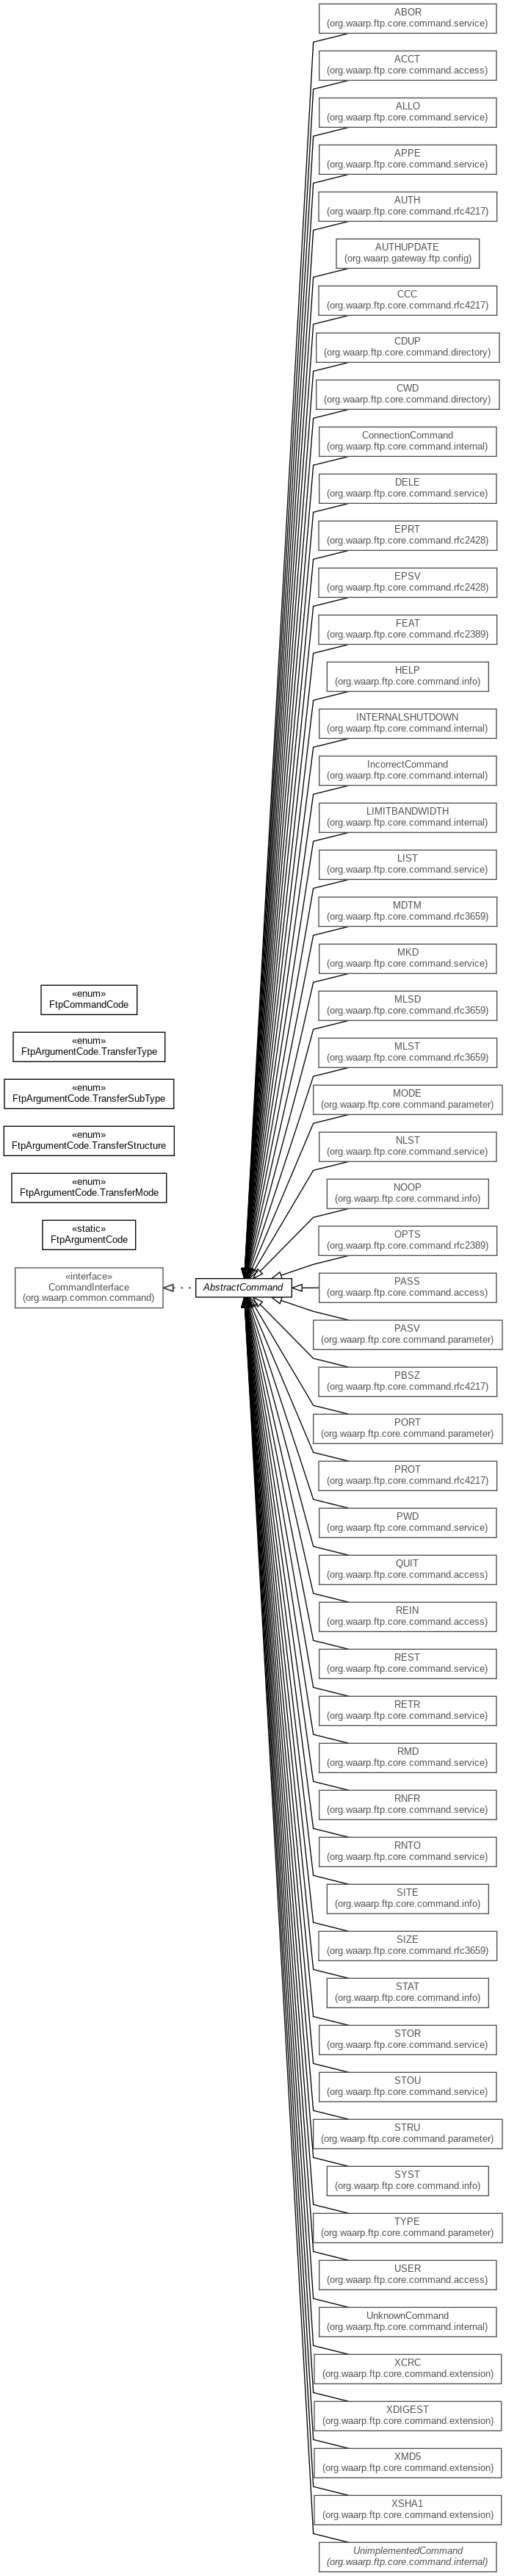 ABOR
(org.waarp.ftp.core.command.service)
ACCT
(org.waarp.ftp.core.command.access)
ALLO
(org.waarp.ftp.core.command.service)
APPE
(org.waarp.ftp.core.command.service)
AUTH
(org.waarp.ftp.core.command.rfc4217)
AUTHUPDATE
(org.waarp.gateway.ftp.config)
CCC
(org.waarp.ftp.core.command.rfc4217)
CDUP
(org.waarp.ftp.core.command.directory)
CWD
(org.waarp.ftp.core.command.directory)
ConnectionCommand
(org.waarp.ftp.core.command.internal)
DELE
(org.waarp.ftp.core.command.service)
EPRT
(org.waarp.ftp.core.command.rfc2428)
EPSV
(org.waarp.ftp.core.command.rfc2428)
FEAT
(org.waarp.ftp.core.command.rfc2389)
HELP
(org.waarp.ftp.core.command.info)
INTERNALSHUTDOWN
(org.waarp.ftp.core.command.internal)
IncorrectCommand
(org.waarp.ftp.core.command.internal)
LIMITBANDWIDTH
(org.waarp.ftp.core.command.internal)
LIST
(org.waarp.ftp.core.command.service)
MDTM
(org.waarp.ftp.core.command.rfc3659)
MKD
(org.waarp.ftp.core.command.service)
MLSD
(org.waarp.ftp.core.command.rfc3659)
MLST
(org.waarp.ftp.core.command.rfc3659)
MODE
(org.waarp.ftp.core.command.parameter)
NLST
(org.waarp.ftp.core.command.service)
NOOP
(org.waarp.ftp.core.command.info)
OPTS
(org.waarp.ftp.core.command.rfc2389)
PASS
(org.waarp.ftp.core.command.access)
PASV
(org.waarp.ftp.core.command.parameter)
PBSZ
(org.waarp.ftp.core.command.rfc4217)
PORT
(org.waarp.ftp.core.command.parameter)
PROT
(org.waarp.ftp.core.command.rfc4217)
PWD
(org.waarp.ftp.core.command.service)
QUIT
(org.waarp.ftp.core.command.access)
REIN
(org.waarp.ftp.core.command.access)
REST
(org.waarp.ftp.core.command.service)
RETR
(org.waarp.ftp.core.command.service)
RMD
(org.waarp.ftp.core.command.service)
RNFR
(org.waarp.ftp.core.command.service)
RNTO
(org.waarp.ftp.core.command.service)
SITE
(org.waarp.ftp.core.command.info)
SIZE
(org.waarp.ftp.core.command.rfc3659)
STAT
(org.waarp.ftp.core.command.info)
STOR
(org.waarp.ftp.core.command.service)
STOU
(org.waarp.ftp.core.command.service)
STRU
(org.waarp.ftp.core.command.parameter)
SYST
(org.waarp.ftp.core.command.info)
TYPE
(org.waarp.ftp.core.command.parameter)
USER
(org.waarp.ftp.core.command.access)
UnknownCommand
(org.waarp.ftp.core.command.internal)
XCRC
(org.waarp.ftp.core.command.extension)
XDIGEST
(org.waarp.ftp.core.command.extension)
XMD5
(org.waarp.ftp.core.command.extension)
XSHA1
(org.waarp.ftp.core.command.extension)
UnimplementedCommand
(org.waarp.ftp.core.command.internal)
«enum»
FtpCommandCode
«enum»
FtpArgumentCode.TransferType
«enum»
FtpArgumentCode.TransferSubType
«enum»
FtpArgumentCode.TransferStructure
«enum»
FtpArgumentCode.TransferMode
«static»
FtpArgumentCode
«interface»
CommandInterface
(org.waarp.common.command)
AbstractCommand